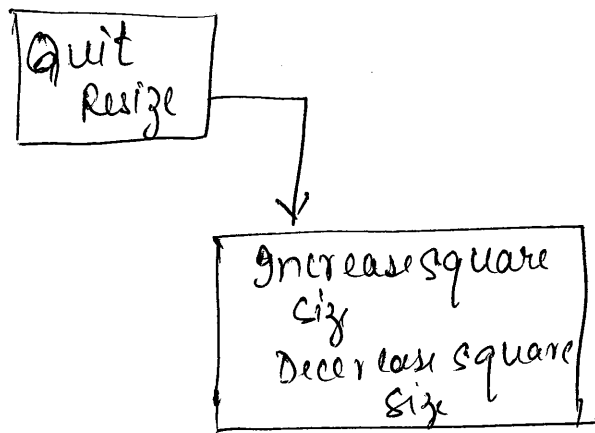 Quit
Resize
Increase square
size
Decrease square
size